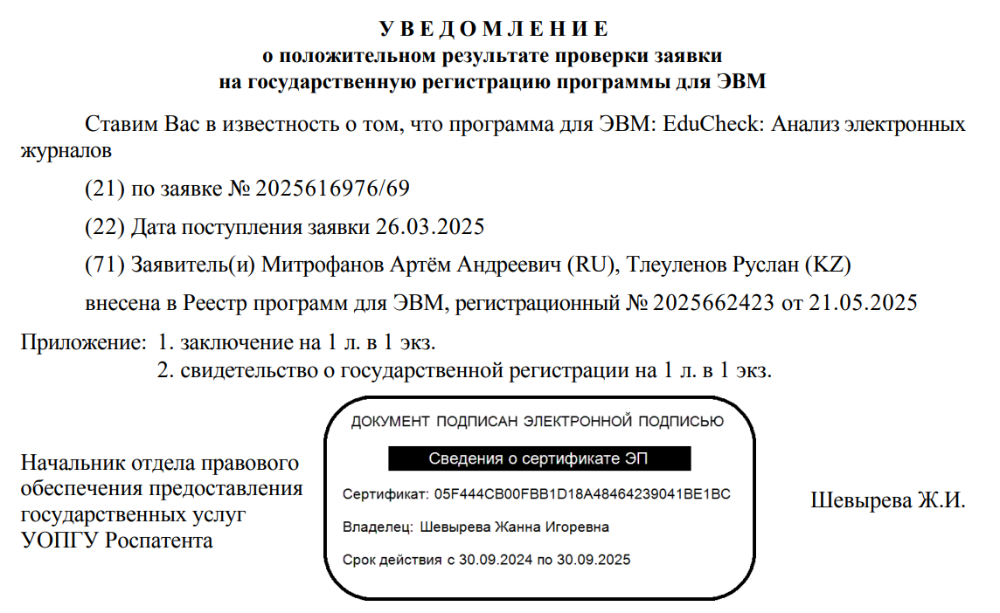 У В Е Д О М Л Е Н И Е
о положительном результате проверки заявки
на государственную регистрацию программы для ЭВМ
Ставим Вас в известность о том, что программа для ЭВМ: EduCheck: Анализ электронных
журналов
(21) по заявке № 2025616976/69
(22) Дата поступления заявки 26.03.2025
(71) Заявитель(и) Митрофанов Артём Андреевич (RU), Тлеуленов Руслан (KZ)
внесена в Реестр программ для ЭВМ, регистрационный № 2025662423 от 21.05.2025
Приложение: 1. заключение на 1 л. в 1 экз.
2. свидетельство о государственной регистрации на 1 л. в 1 экз.
Начальник отдела правового
обеспечения предоставления
государственных услуг
УОПГУ Роспатента
ДОКУМЕНТ ПОДПИСАН ЭЛЕКТРОННОЙ ПОДПИСЬЮ
Сведения о сертификате ЭП
Сертификат: 05F444CB00FBB1D18A48464239041BE1BC
Владелец: Шевырева Жанна Игоревна
Срок действия с 30.09.2024 по 30.09.2025
Шевырева Ж.И.